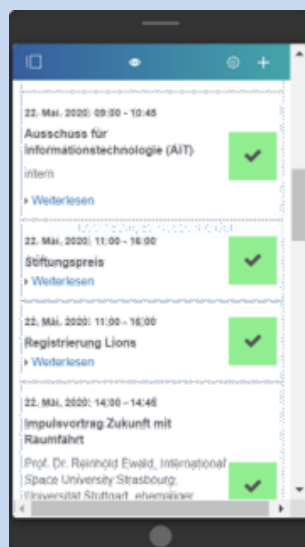 22. Mai. 2020: 09:00 - 10:45
Ausschuss für
Informationstechnologie (AIT)
intern
Weiterlesen
22. Mai. 2020: 11:00 - 16:00
Stiftungspreis
Weiterlesen
22. Mai. 2020: 11:00 - 16:00
Registrierung Lions
Weiterlesen
22. Mai. 2020: 14:00 - 14:45
Impulsvortrag Zukunft mit
Raumfahrt
Prof. Dr. Reinhold Ewald, International
Space University Strasbourg,
Universität Stuttgart, ehemaliger